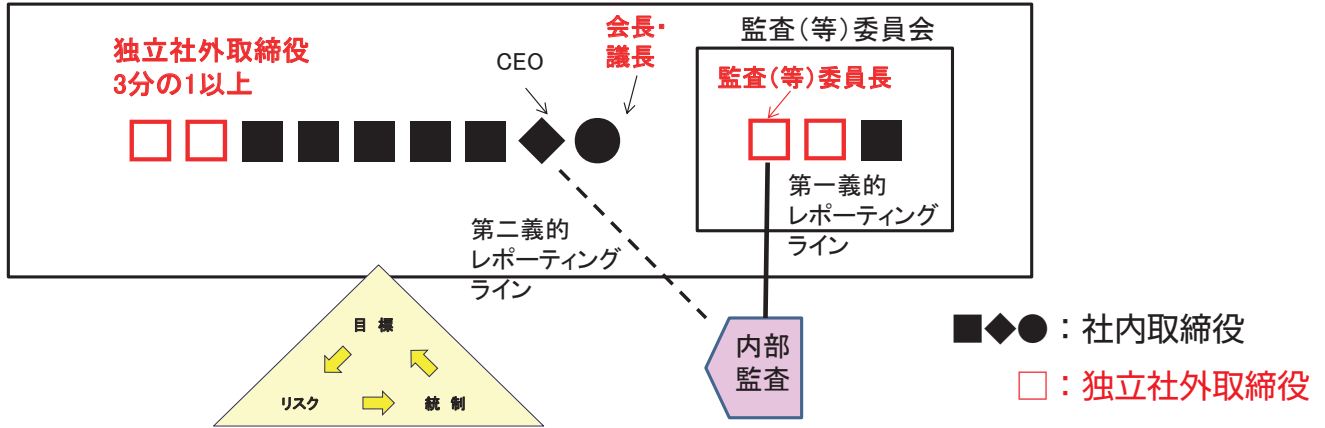 独立社外取締役
3分の1以上
CEO
会長・
議長
監査(等)委員会
監査(等)委員長
第一義的
レポーティング
ライン
第二義的
レポーティング
ライン
目 標
リスク
統 制
内部
監査
■◆●：社内取締役
□：独立社外取締役